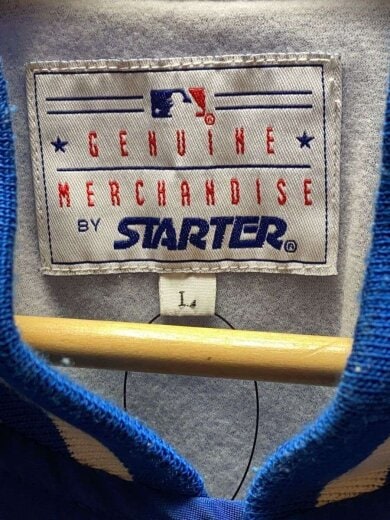 ®
GENUINE
MERCHANDISE
BY STARTER®
L